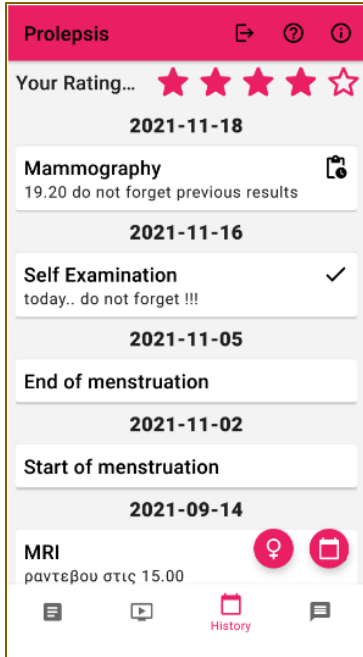 Prolepsis
Your Rating...
2021-11-18
Mammography
19.20 do not forget previous results
2021-11-16
Self Examination
today.. do not forget !!!
2021-11-05
End of menstruation
2021-11-02
Start of menstruation
2021-09-14
MRI
ραντεβου στις 15.00
History